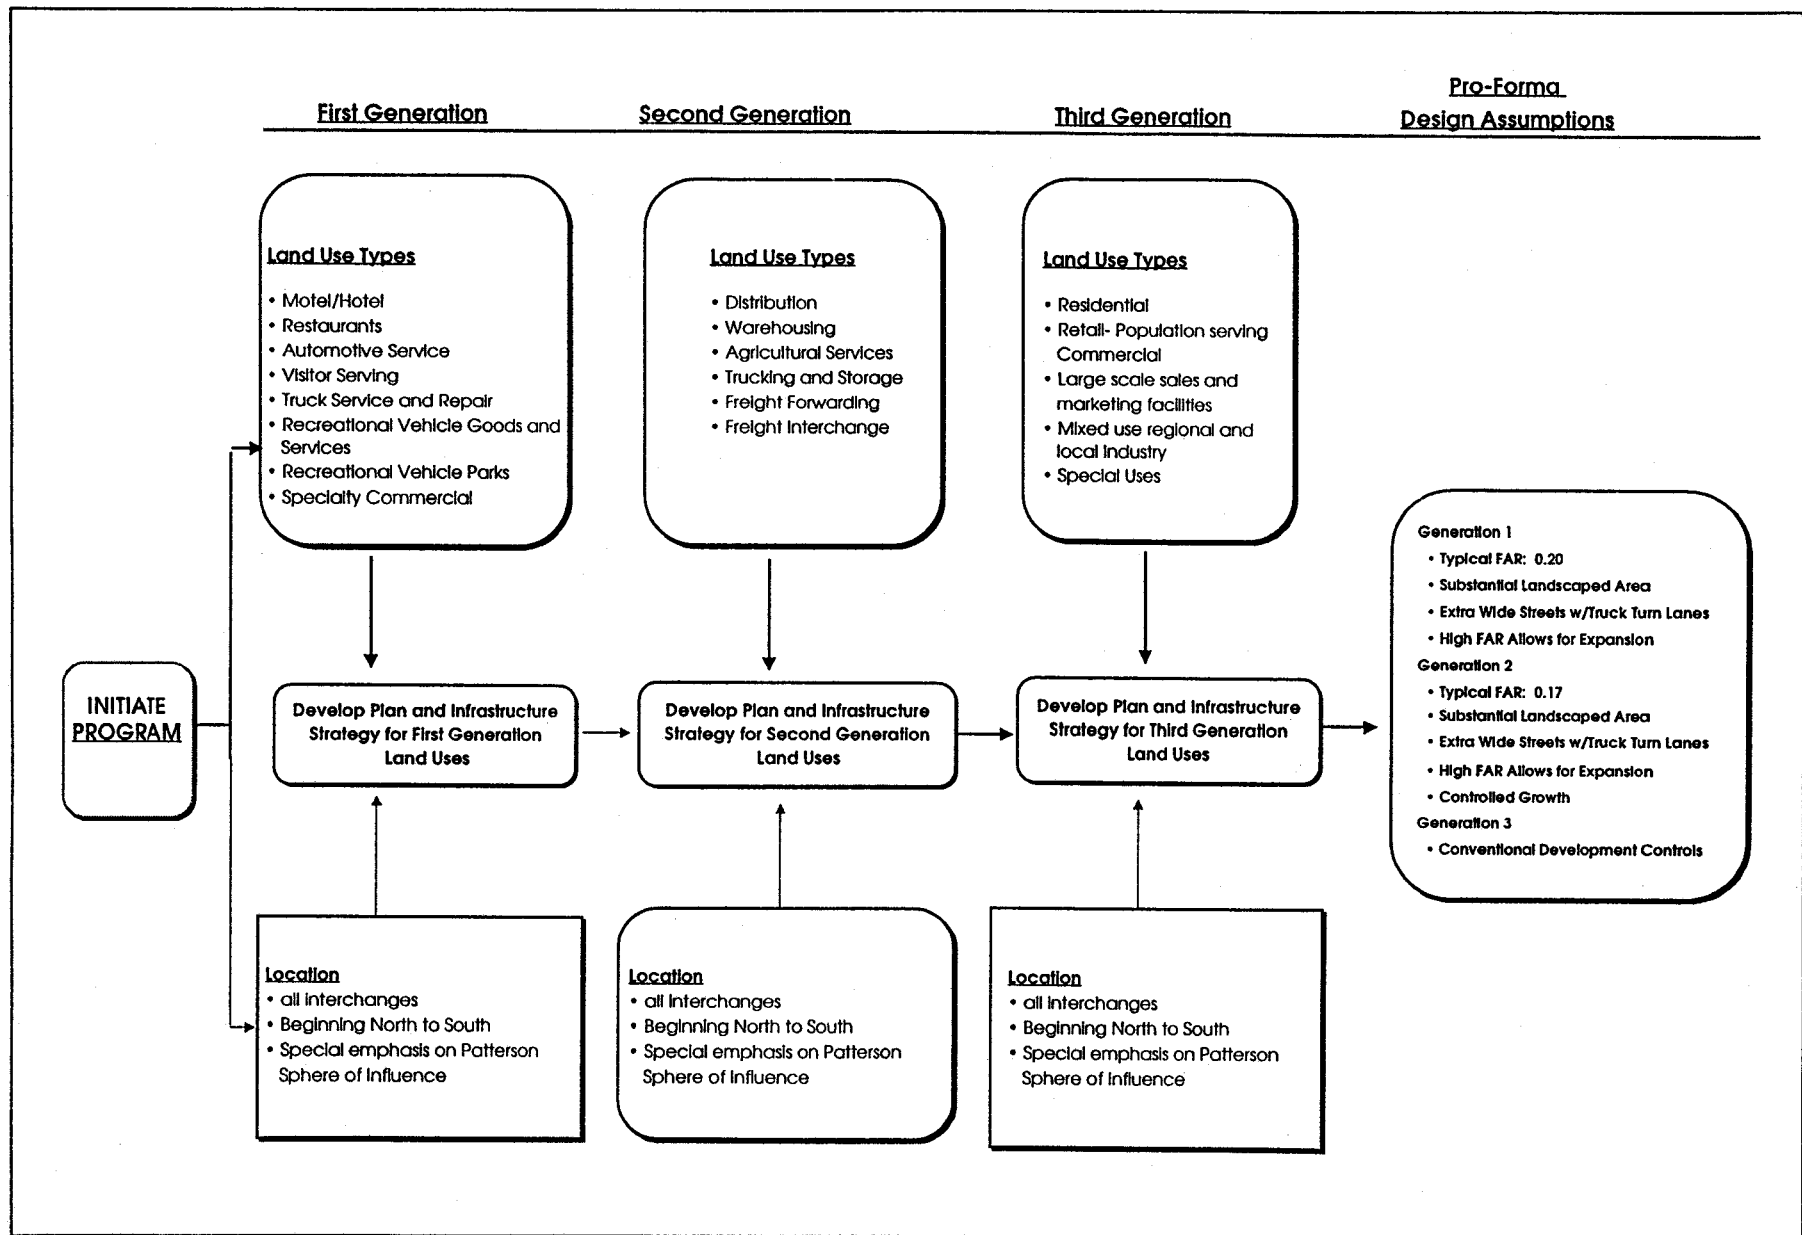 First Generation
Second Generation
Third Generation
Pro-Forma
Design Assumptions
Land Use Types
• Motel/Hotel
• Restaurants
• Automotive Service
• Visitor Serving
• Truck Service and Repair
• Recreational Vehicle Goods and
Services
• Recreational Vehicle Parks
• Specialty Commercial
Land Use Types
• Distribution
• Warehousing
• Agricultural Services
• Trucking and Storage
• Freight Forwarding
• Freight Interchange
Land Use Types
• Residential
• Retail- Population serving
Commercial
• Large scale sales and
marketing facilities
• Mixed use regional and
local industry
• Special Uses
INITIATE
PROGRAM
Develop Plan and Infrastructure
Strategy for First Generation
Land Uses
Develop Plan and Infrastructure
Strategy for Second Generation
Land Uses
Develop Plan and Infrastructure
Strategy for Third Generation
Land Uses
Generation 1
• Typical FAR: 0.20
• Substantial Landscaped Area
• Extra Wide Streets w/Truck Turn Lanes
• High FAR Allows for Expansion
Generation 2
• Typical FAR: 0.17
• Substantial Landscaped Area
• Extra Wide Streets w/Truck Turn Lanes
• High FAR Allows for Expansion
• Controlled Growth
Generation 3
• Conventional Development Controls
Location
• all interchanges
• Beginning North to South
• Special emphasis on Patterson
Sphere of Influence
Location
• all interchanges
• Beginning North to South
• Special emphasis on Patterson
Sphere of Influence
Location
• all interchanges
• Beginning North to South
• Special emphasis on Patterson
Sphere of Influence